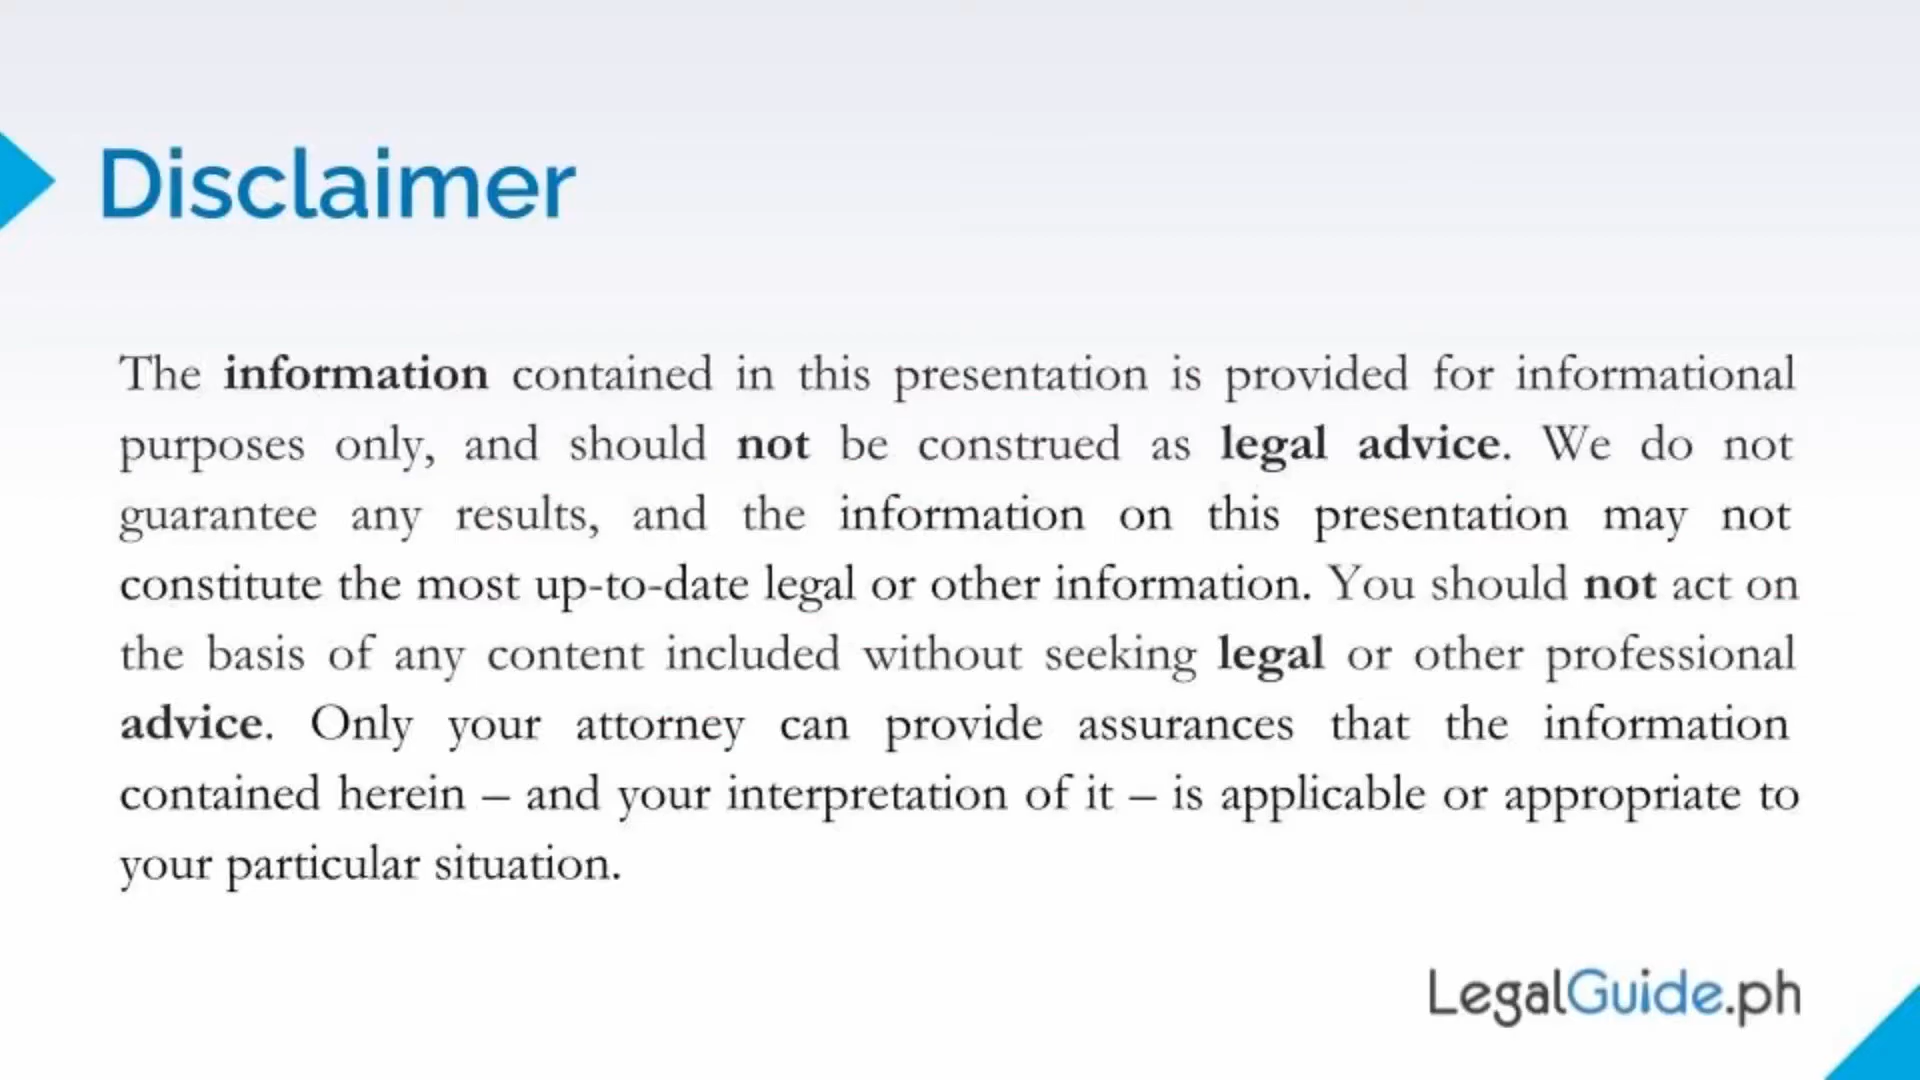 Disclaimer
The information contained in this presentation is provided for informational
purposes only, and should not be construed as legal advice. We do not
guarantee any results, and the information on this presentation may not
constitute the most up-to-date legal or other information. You should not act on
the basis of any content included without seeking legal or other professional
advice. Only your attorney can provide assurances that the information
contained herein – and your interpretation of it – is applicable or appropriate to
your particular situation.
LegalGuide.ph